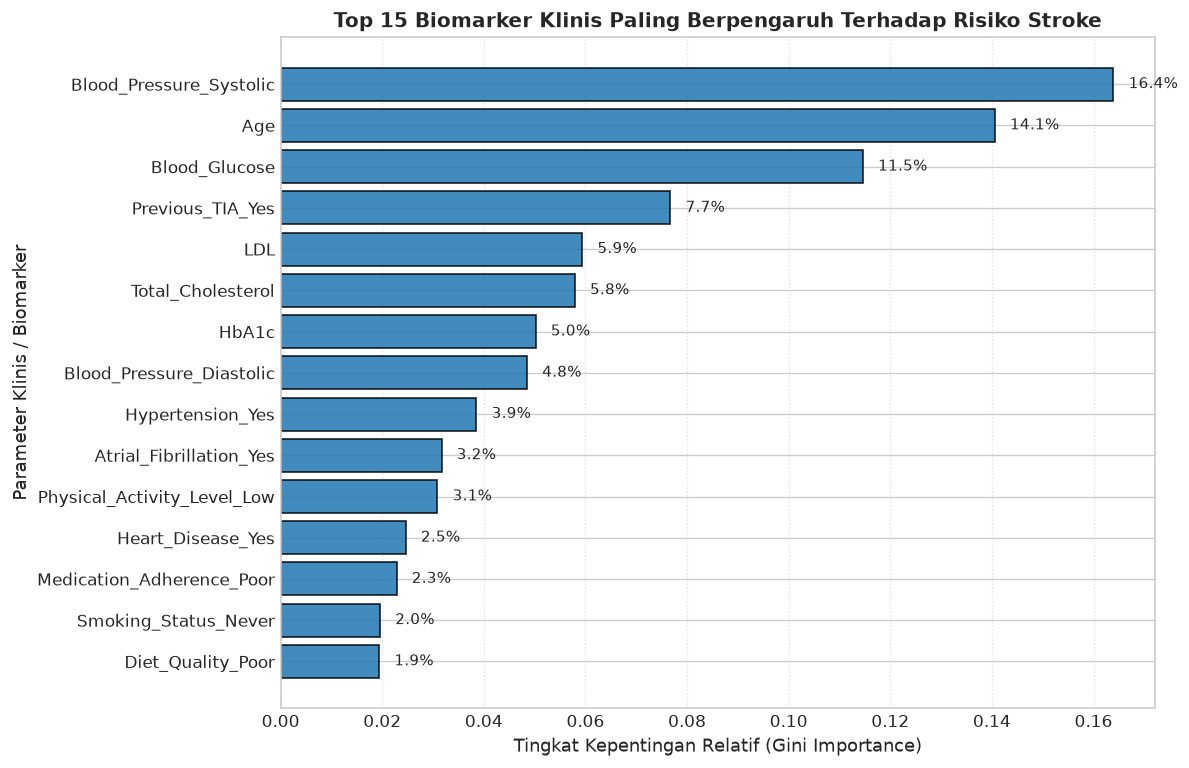 Top 15 Biomarker Klinis Paling Berpengaruh Terhadap Risiko Stroke
Parameter Klinis / Biomarker
Blood_Pressure_Systolic 16.4%
Age 14.1%
Blood_Glucose 11.5%
Previous_TIA_Yes 7.7%
LDL 5.9%
Total_Cholesterol 5.8%
HbA1c 5.0%
Blood_Pressure_Diastolic 4.8%
Hypertension_Yes 3.9%
Atrial_Fibrillation_Yes 3.2%
Physical_Activity_Level_Low 3.1%
Heart_Disease_Yes 2.5%
Medication_Adherence_Poor 2.3%
Smoking_Status_Never 2.0%
Diet_Quality_Poor 1.9%
0.00 0.02 0.04 0.06 0.08 0.10 0.12 0.14 0.16
Tingkat Kepentingan Relatif (Gini Importance)